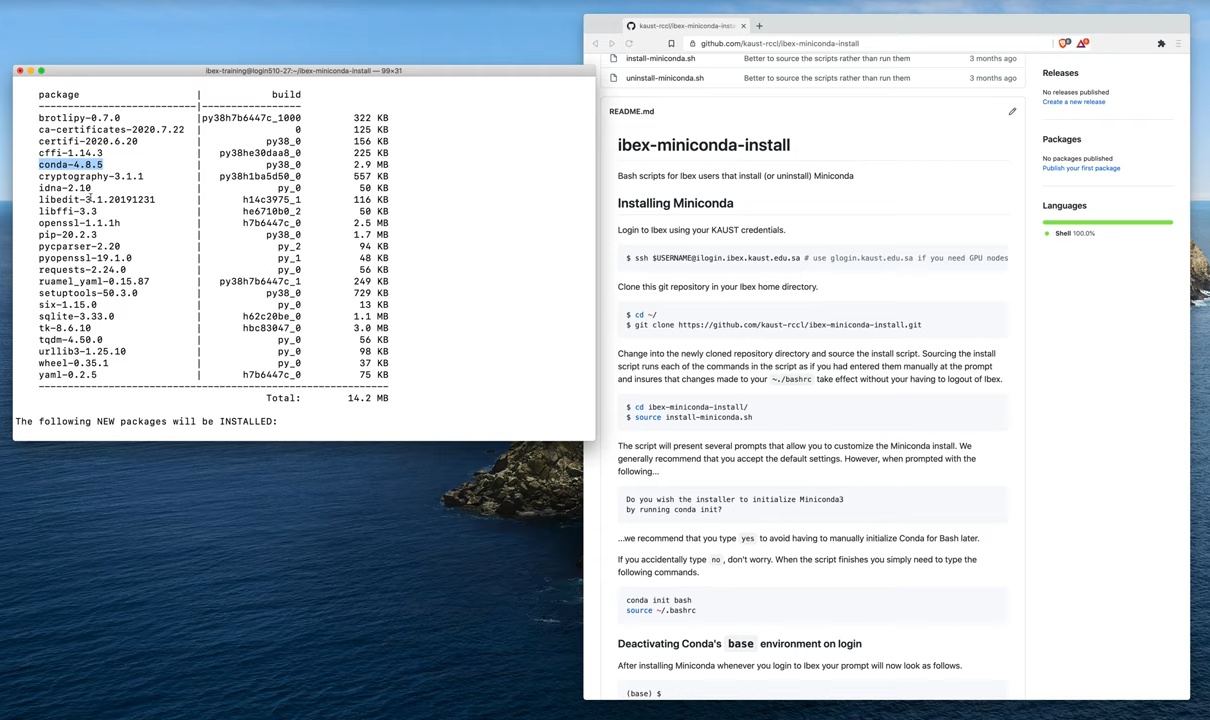 ibex-training@login510-27:~/ibex-miniconda-install — 99×31
package | build
---------------------------|-----------------
brotlipy-0.7.0 |py38h7b6447c_1000 322 KB
ca-certificates-2020.7.22 | 0 125 KB
certifi-2020.6.20 | py38_0 156 KB
cffi-1.14.3 | py38he30daa8_0 225 KB
conda-4.8.5 | py38_0 2.9 MB
cryptography-3.1.1 | py38h1ba5d50_0 557 KB
idna-2.10 | py_0 50 KB
libedit-3.1.20191231 | h14c3975_1 116 KB
libffi-3.3 | he6710b0_2 50 KB
openssl-1.1.1h | h7b6447c_0 2.5 MB
pip-20.2.3 | py38_0 1.7 MB
pycparser-2.20 | py_2 94 KB
pyopenssl-19.1.0 | py_1 48 KB
requests-2.24.0 | py_0 56 KB
ruamel_yaml-0.15.87 | py38h7b6447c_1 249 KB
setuptools-50.3.0 | py38_0 729 KB
six-1.15.0 | py_0 13 KB
sqlite-3.33.0 | h62c20be_0 1.1 MB
tk-8.6.10 | hbc83047_0 3.0 MB
tqdm-4.50.0 | py_0 56 KB
urllib3-1.25.10 | py_0 98 KB
wheel-0.35.1 | py_0 37 KB
yaml-0.2.5 | h7b6447c_0 75 KB
------------------------------------------------------------
Total: 14.2 MB
The following NEW packages will be INSTALLED:
kaust-rccl/ibex-miniconda-insta
github.com/kaust-rccl/ibex-miniconda-install
install-miniconda.sh Better to source the scripts rather than run them 3 months ago
uninstall-miniconda.sh Better to source the scripts rather than run them 3 months ago
README.md
ibex-miniconda-install
Bash scripts for Ibex users that install (or uninstall) Miniconda
Installing Miniconda
Login to Ibex using your KAUST credentials.
$ ssh $USERNAME@ilogin.ibex.kaust.edu.sa # use glogin.kaust.edu.sa if you need GPU nodes
Clone this git repository in your Ibex home directory.
$ cd ~/
$ git clone https://github.com/kaust-rccl/ibex-miniconda-install.git
Change into the newly cloned repository directory and source the install script. Sourcing the install
script runs each of the commands in the script as if you had entered them manually at the prompt
and insures that changes made to your ~./bashrc take effect without your having to logout of Ibex.
$ cd ibex-miniconda-install/
$ source install-miniconda.sh
The script will present several prompts that allow you to customize the Miniconda install. We
generally recommend that you accept the default settings. However, when prompted with the
following...
Do you wish the installer to initialize Miniconda3
by running conda init?
...we recommend that you type yes to avoid having to manually initialize Conda for Bash later.
If you accidentally type no , don't worry. When the script finishes you simply need to type the
following commands.
conda init bash
source ~/.bashrc
Deactivating Conda's base environment on login
After installing Miniconda whenever you login to Ibex your prompt will now look as follows.
(base) $
Releases
No releases published
Create a new release
Packages
No packages published
Publish your first package
Languages
Shell 100.0%